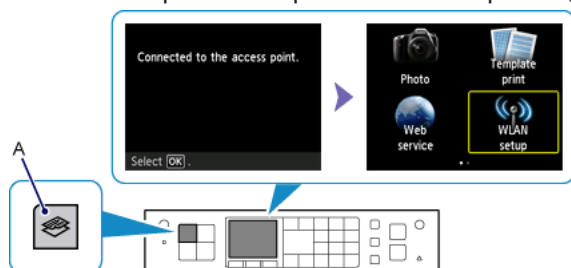 Connected to the access point.
Select OK .
Photo
Template
print
Web
service
WLAN
setup
A